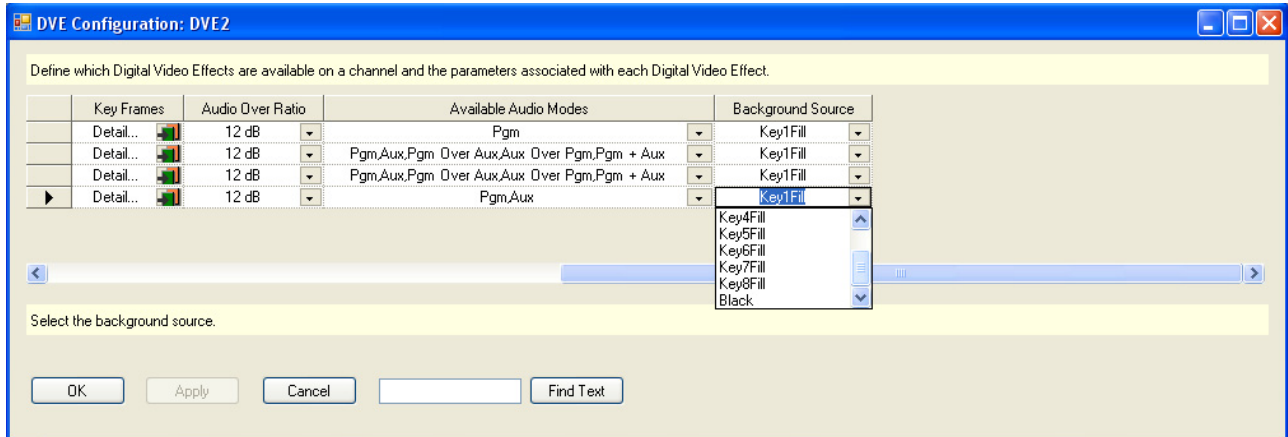 DVE Configuration: DVE2
Define which Digital Video Effects are available on a channel and the parameters associated with each Digital Video Effect.
Key Frames Audio Over Ratio Available Audio Modes Background Source
Detail... 12 dB Pgm Key1Fill
Detail... 12 dB Pgm,Aux,Pgm Over Aux,Aux Over Pgm,Pgm + Aux Key1Fill
Detail... 12 dB Pgm,Aux,Pgm Over Aux,Aux Over Pgm,Pgm + Aux Key1Fill
Detail... 12 dB Pgm,Aux Key1Fill
Key4Fill
Key5Fill
Key6Fill
Key7Fill
Key8Fill
Black
Select the background source.
OK Apply Cancel Find Text